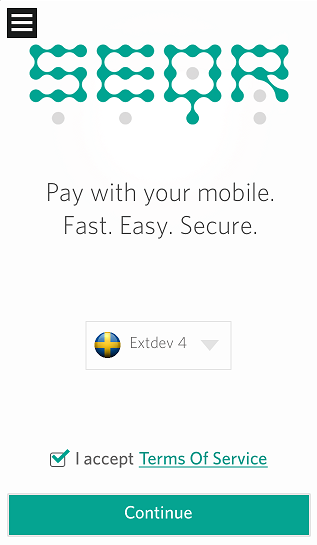 SEQR
Pay with your mobile.
Fast. Easy. Secure.
Extdev 4
I accept Terms Of Service
Continue